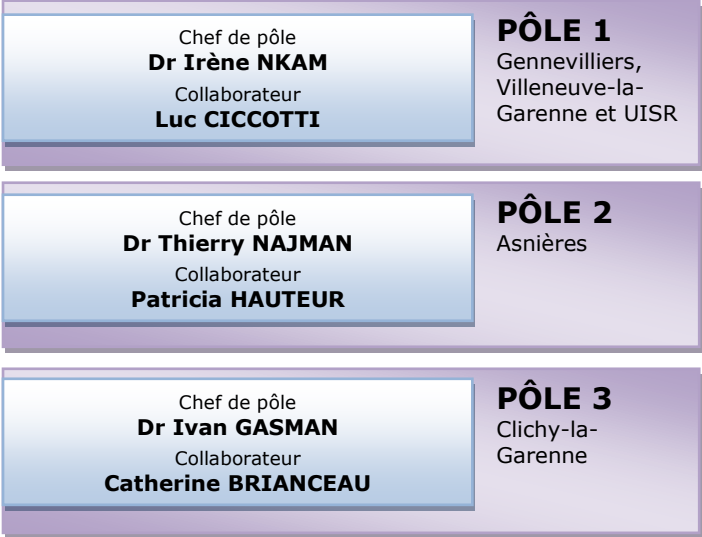 Chef de pôle
Dr Irène NKAM
Collaborateur
Luc CICCOTTI
PÔLE 1
Gennevilliers,
Villeneuve-la-
Garenne et UISR
Chef de pôle
Dr Thierry NAJMAN
Collaborateur
Patricia HAUTEUR
PÔLE 2
Asnières
Chef de pôle
Dr Ivan GASMAN
Collaborateur
Catherine BRIANCEAU
PÔLE 3
Clichy-la-
Garenne